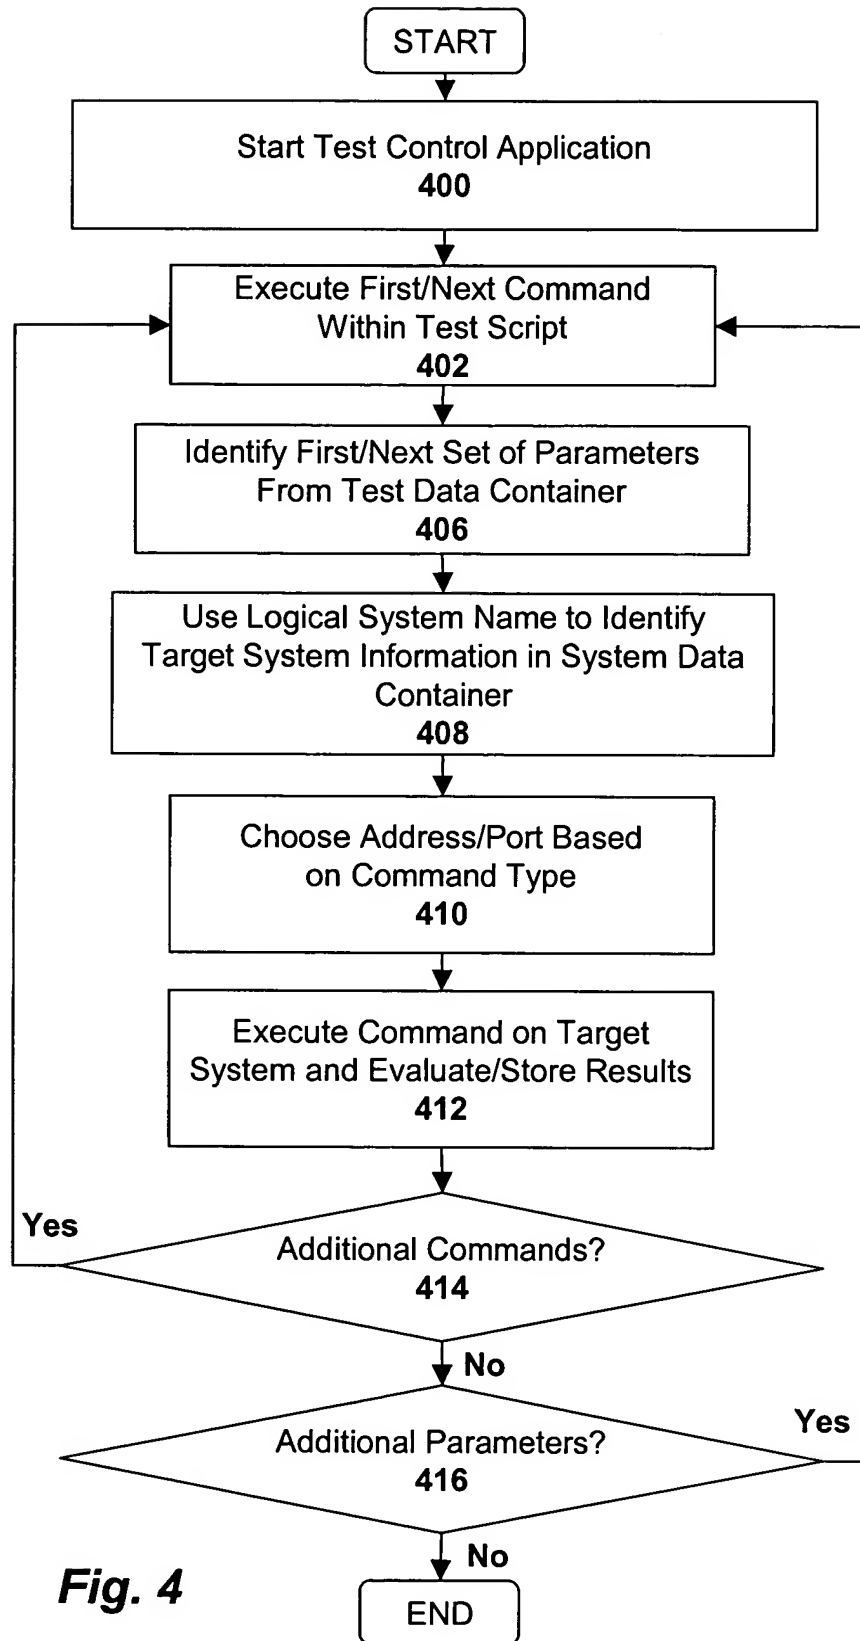 START
Start Test Control Application
400
Execute First/Next Command
Within Test Script
402
Identify First/Next Set of Parameters
From Test Data Container
406
Use Logical System Name to Identify
Target System Information in System Data
Container
408
Choose Address/Port Based
on Command Type
410
Execute Command on Target
System and Evaluate/Store Results
412
Yes
Additional Commands?
414
No
Yes
Additional Parameters?
416
No
Fig. 4
END